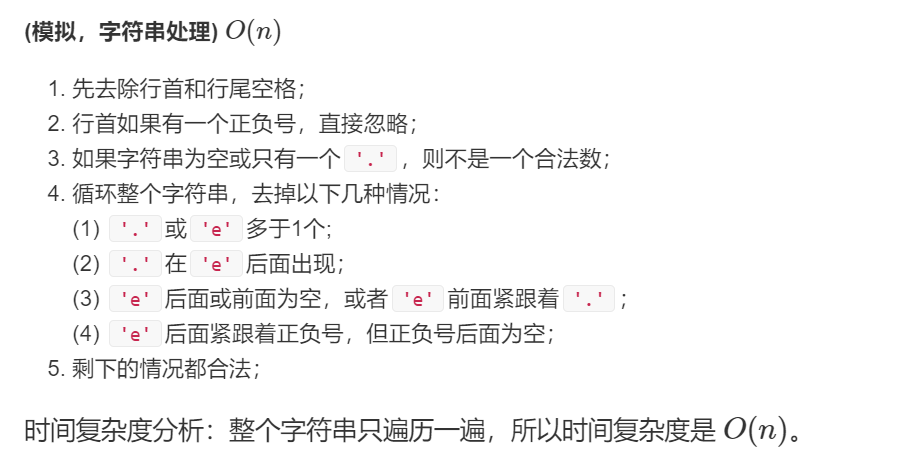 (模拟，字符串处理) O(n)
1. 先去除行首和行尾空格；
2. 行首如果有一个正负号，直接忽略；
3. 如果字符串为空或只有一个 '.' ，则不是一个合法数；
4. 循环整个字符串，去掉以下几种情况：
(1) '.' 或 'e' 多于1个;
(2) '.' 在 'e' 后面出现；
(3) 'e' 后面或前面为空，或者 'e' 前面紧跟着 '.' ；
(4) 'e' 后面紧跟着正负号，但正负号后面为空；
5. 剩下的情况都合法；
时间复杂度分析：整个字符串只遍历一遍，所以时间复杂度是 O(n)。